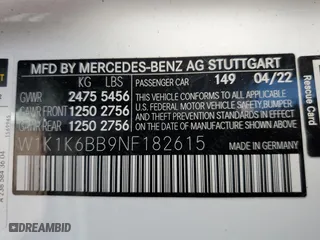 MFD BY MERCEDES-BENZ AG STUTTGART
KG LBS
PASSENGER CAR 149 04/22
GVWR 2475 5456
GAWR FRONT 1250 2756
GAWR REAR 1250 2756
THIS VEHICLE CONFORMS TO ALL APPLICABLE
U.S. FEDERAL MOTOR VEHICLE SAFETY,BUMPER,
AND THEFT PREVENTION STANDARDS IN EFFECT
ON THE DATE OF MANUFACTURE SHOWN ABOVE.
W1K1K6BB9NF182615
MADE IN GERMANY
Rescue Card
DREAMBID